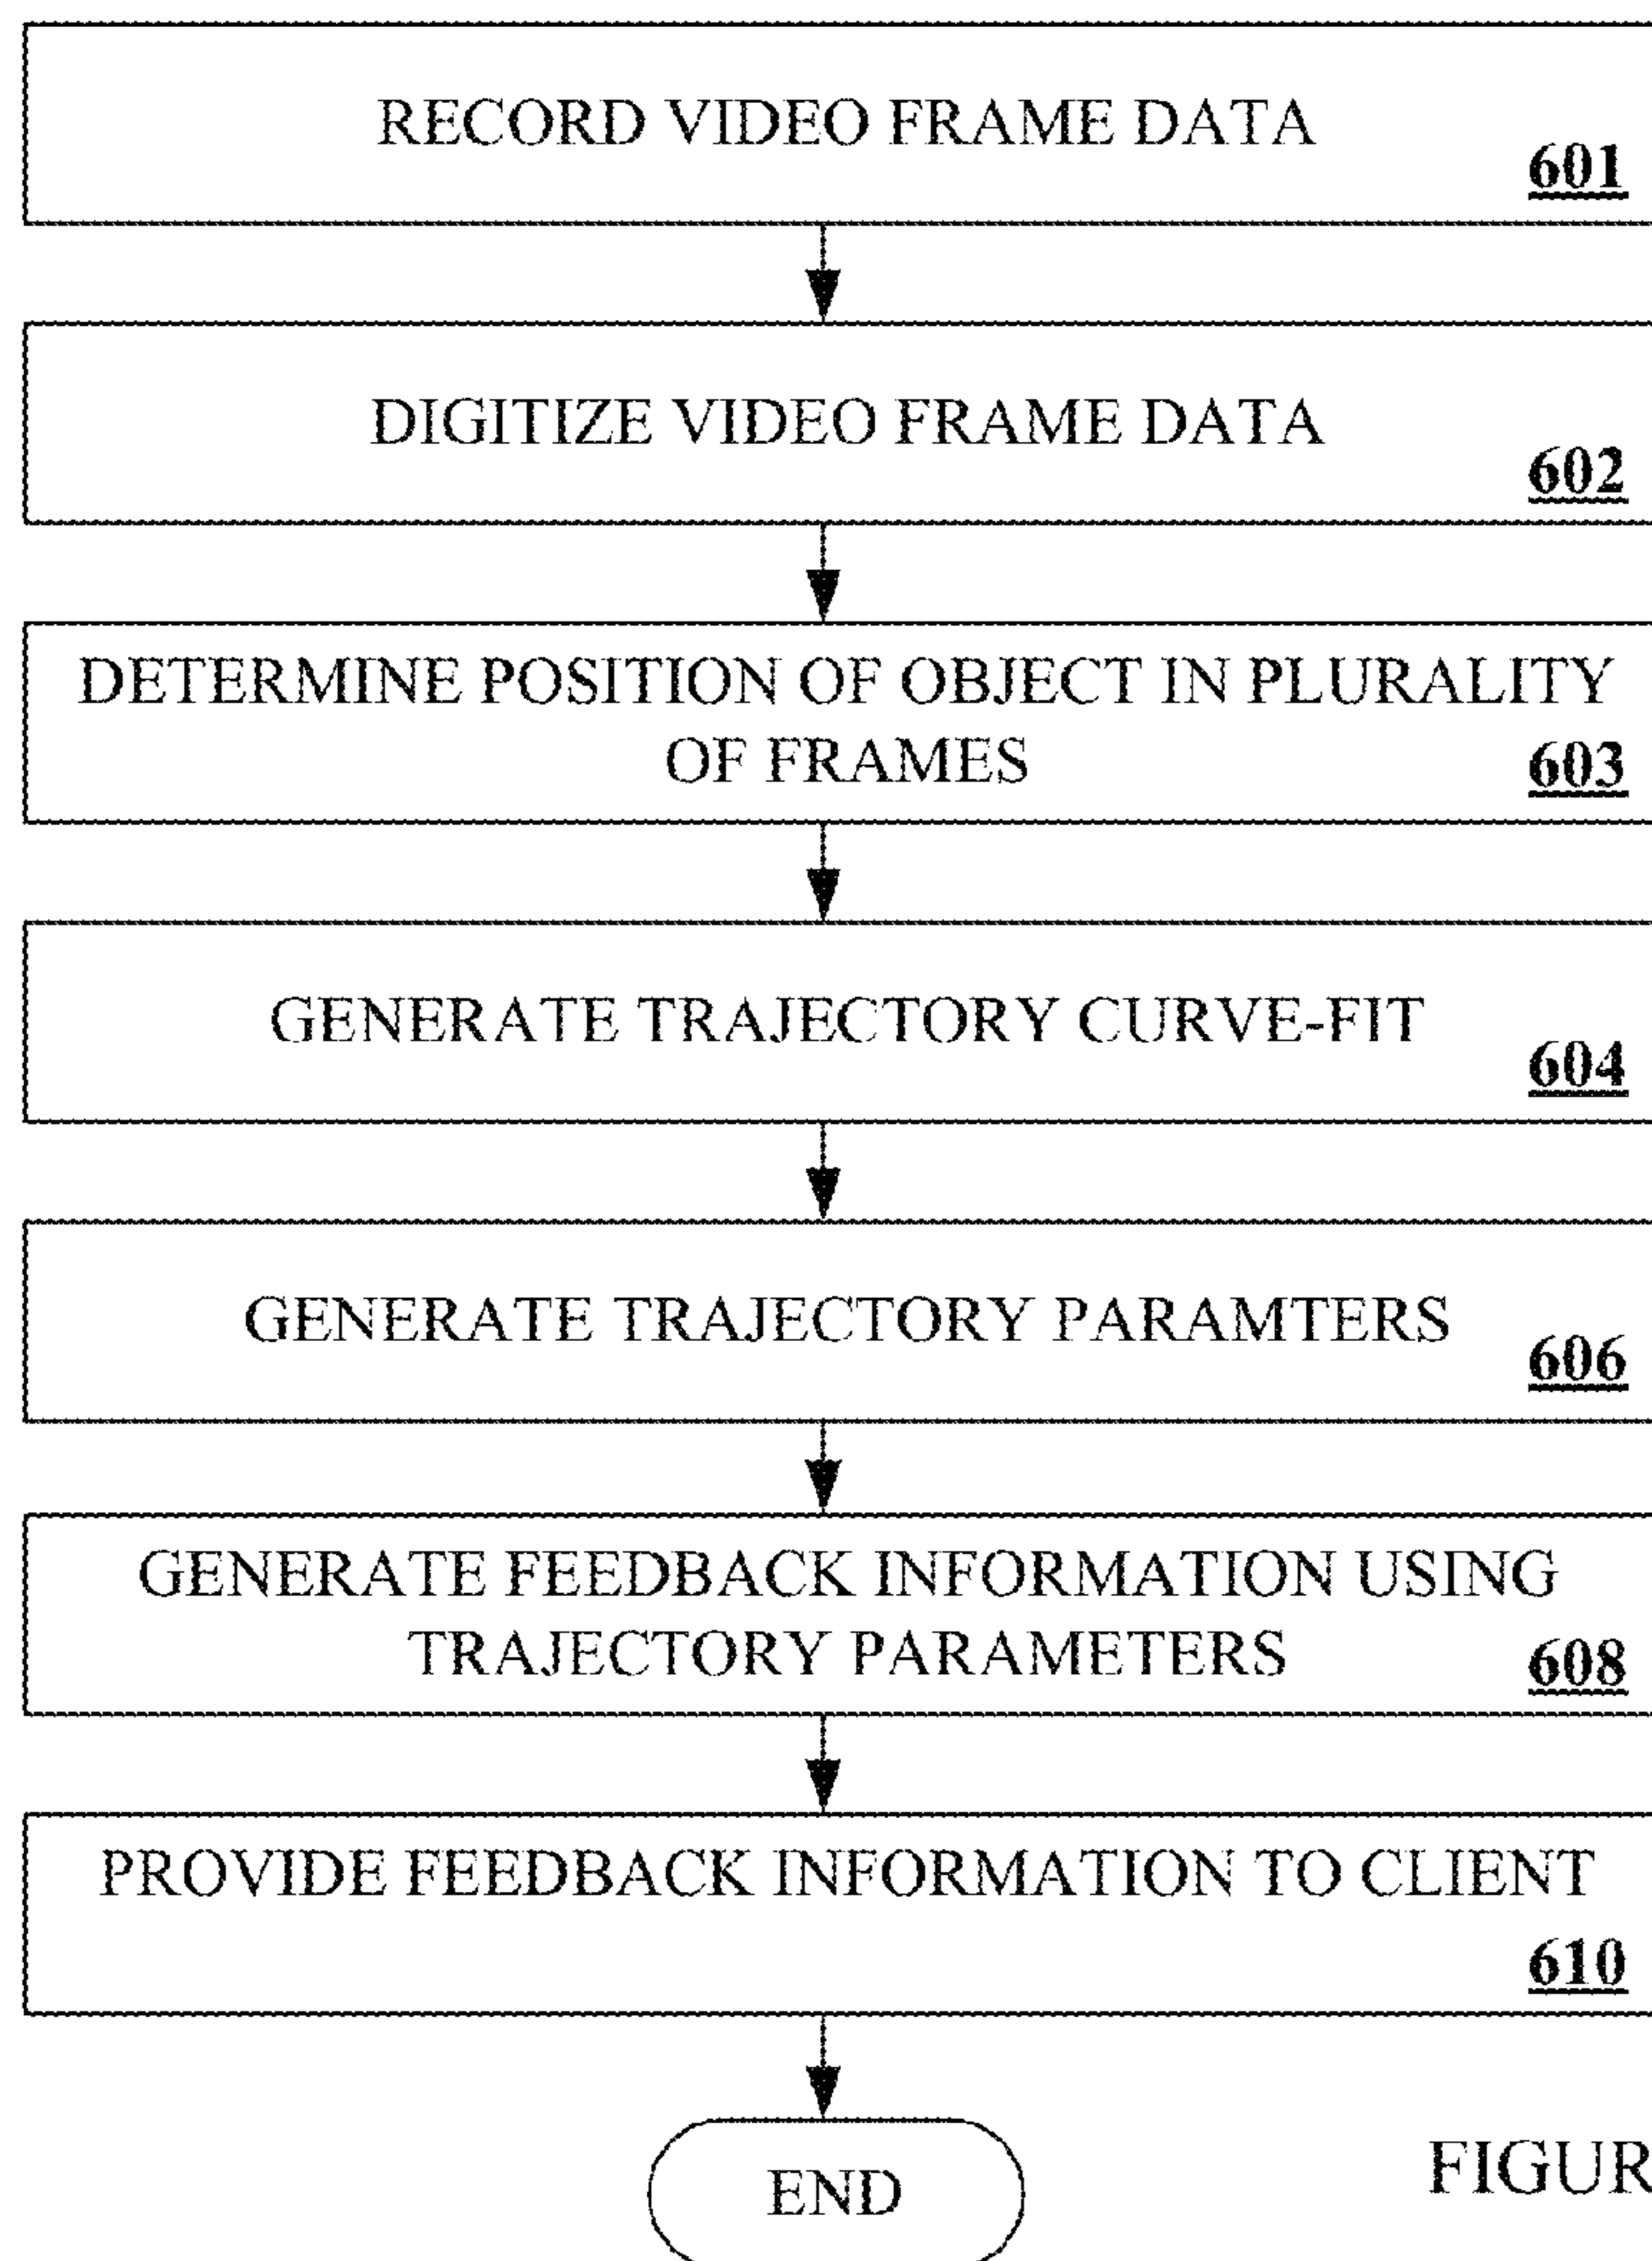 RECORD VIDEO FRAME DATA
601
DIGITIZE VIDEO FRAME DATA
602
DETERMINE POSITION OF OBJECT IN PLURALITY
OF FRAMES
603
GENERATE TRAJECTORY CURVE-FIT
604
GENERATE TRAJECTORY PARAMTERS
606
GENERATE FEEDBACK INFORMATION USING
TRAJECTORY PARAMETERS
608
PROVIDE FEEDBACK INFORMATION TO CLIENT
610
END
FIGUR